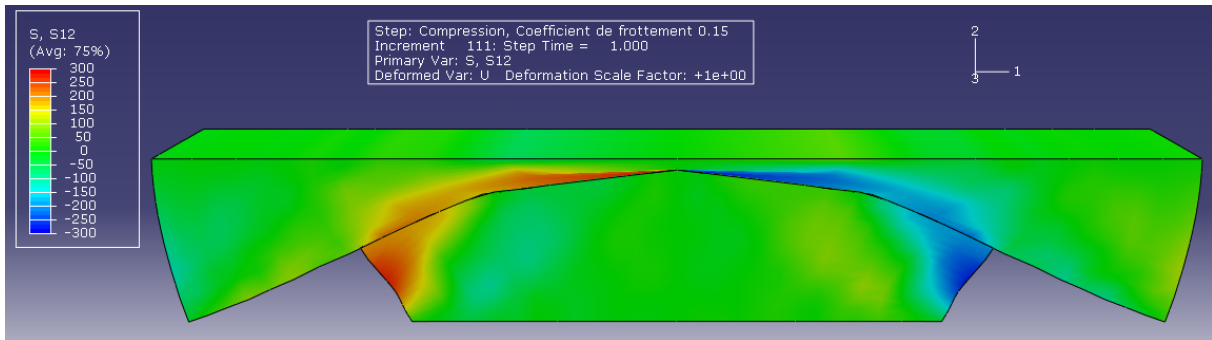 S, S12
(Avg: 75%)
300
250
200
150
100
50
0
-50
-100
-150
-200
-250
-300
Step: Compression, Coefficient de frottement 0.15
Increment 111: Step Time = 1.000
Primary Var: S, S12
Deformed Var: U Deformation Scale Factor: +1e+00
2
3
1